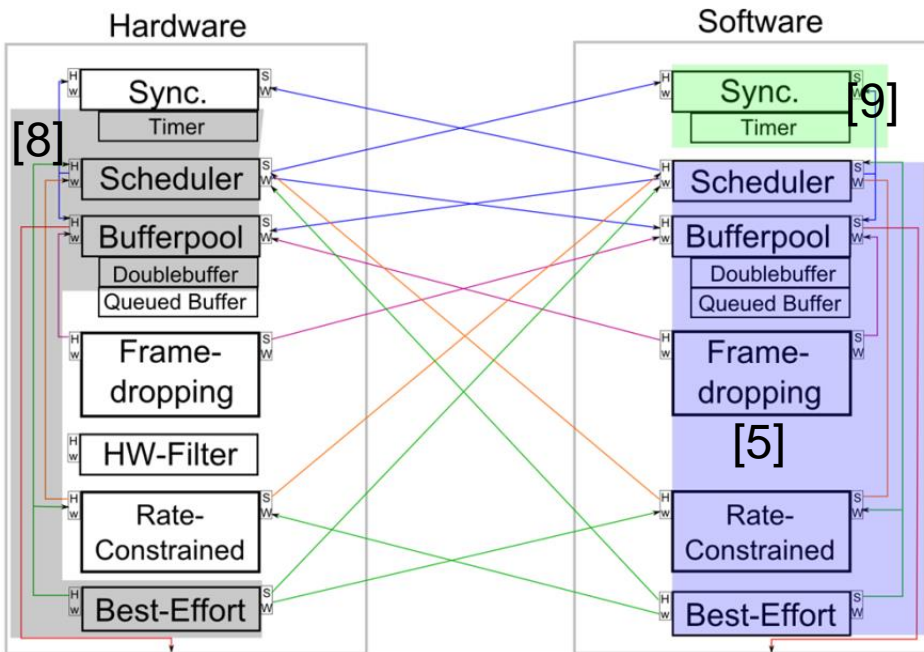 Hardware
H
w
Sync.
S
W
Timer
[8]
H
w
Scheduler
S
W
H
w
Bufferpool
S
W
Doublebuffer
Queued Buffer
H
w
Frame-
dropping
S
W
H
w
HW-Filter
H
w
Rate-
Constrained
S
W
H
w
Best-Effort
S
W
Software
H
w
Sync.
S
W
[9]
Timer
H
w
Scheduler
S
W
H
w
Bufferpool
S
W
Doublebuffer
Queued Buffer
H
w
Frame-
dropping
S
W
[5]
H
w
Rate-
Constrained
S
W
H
w
Best-Effort
S
W